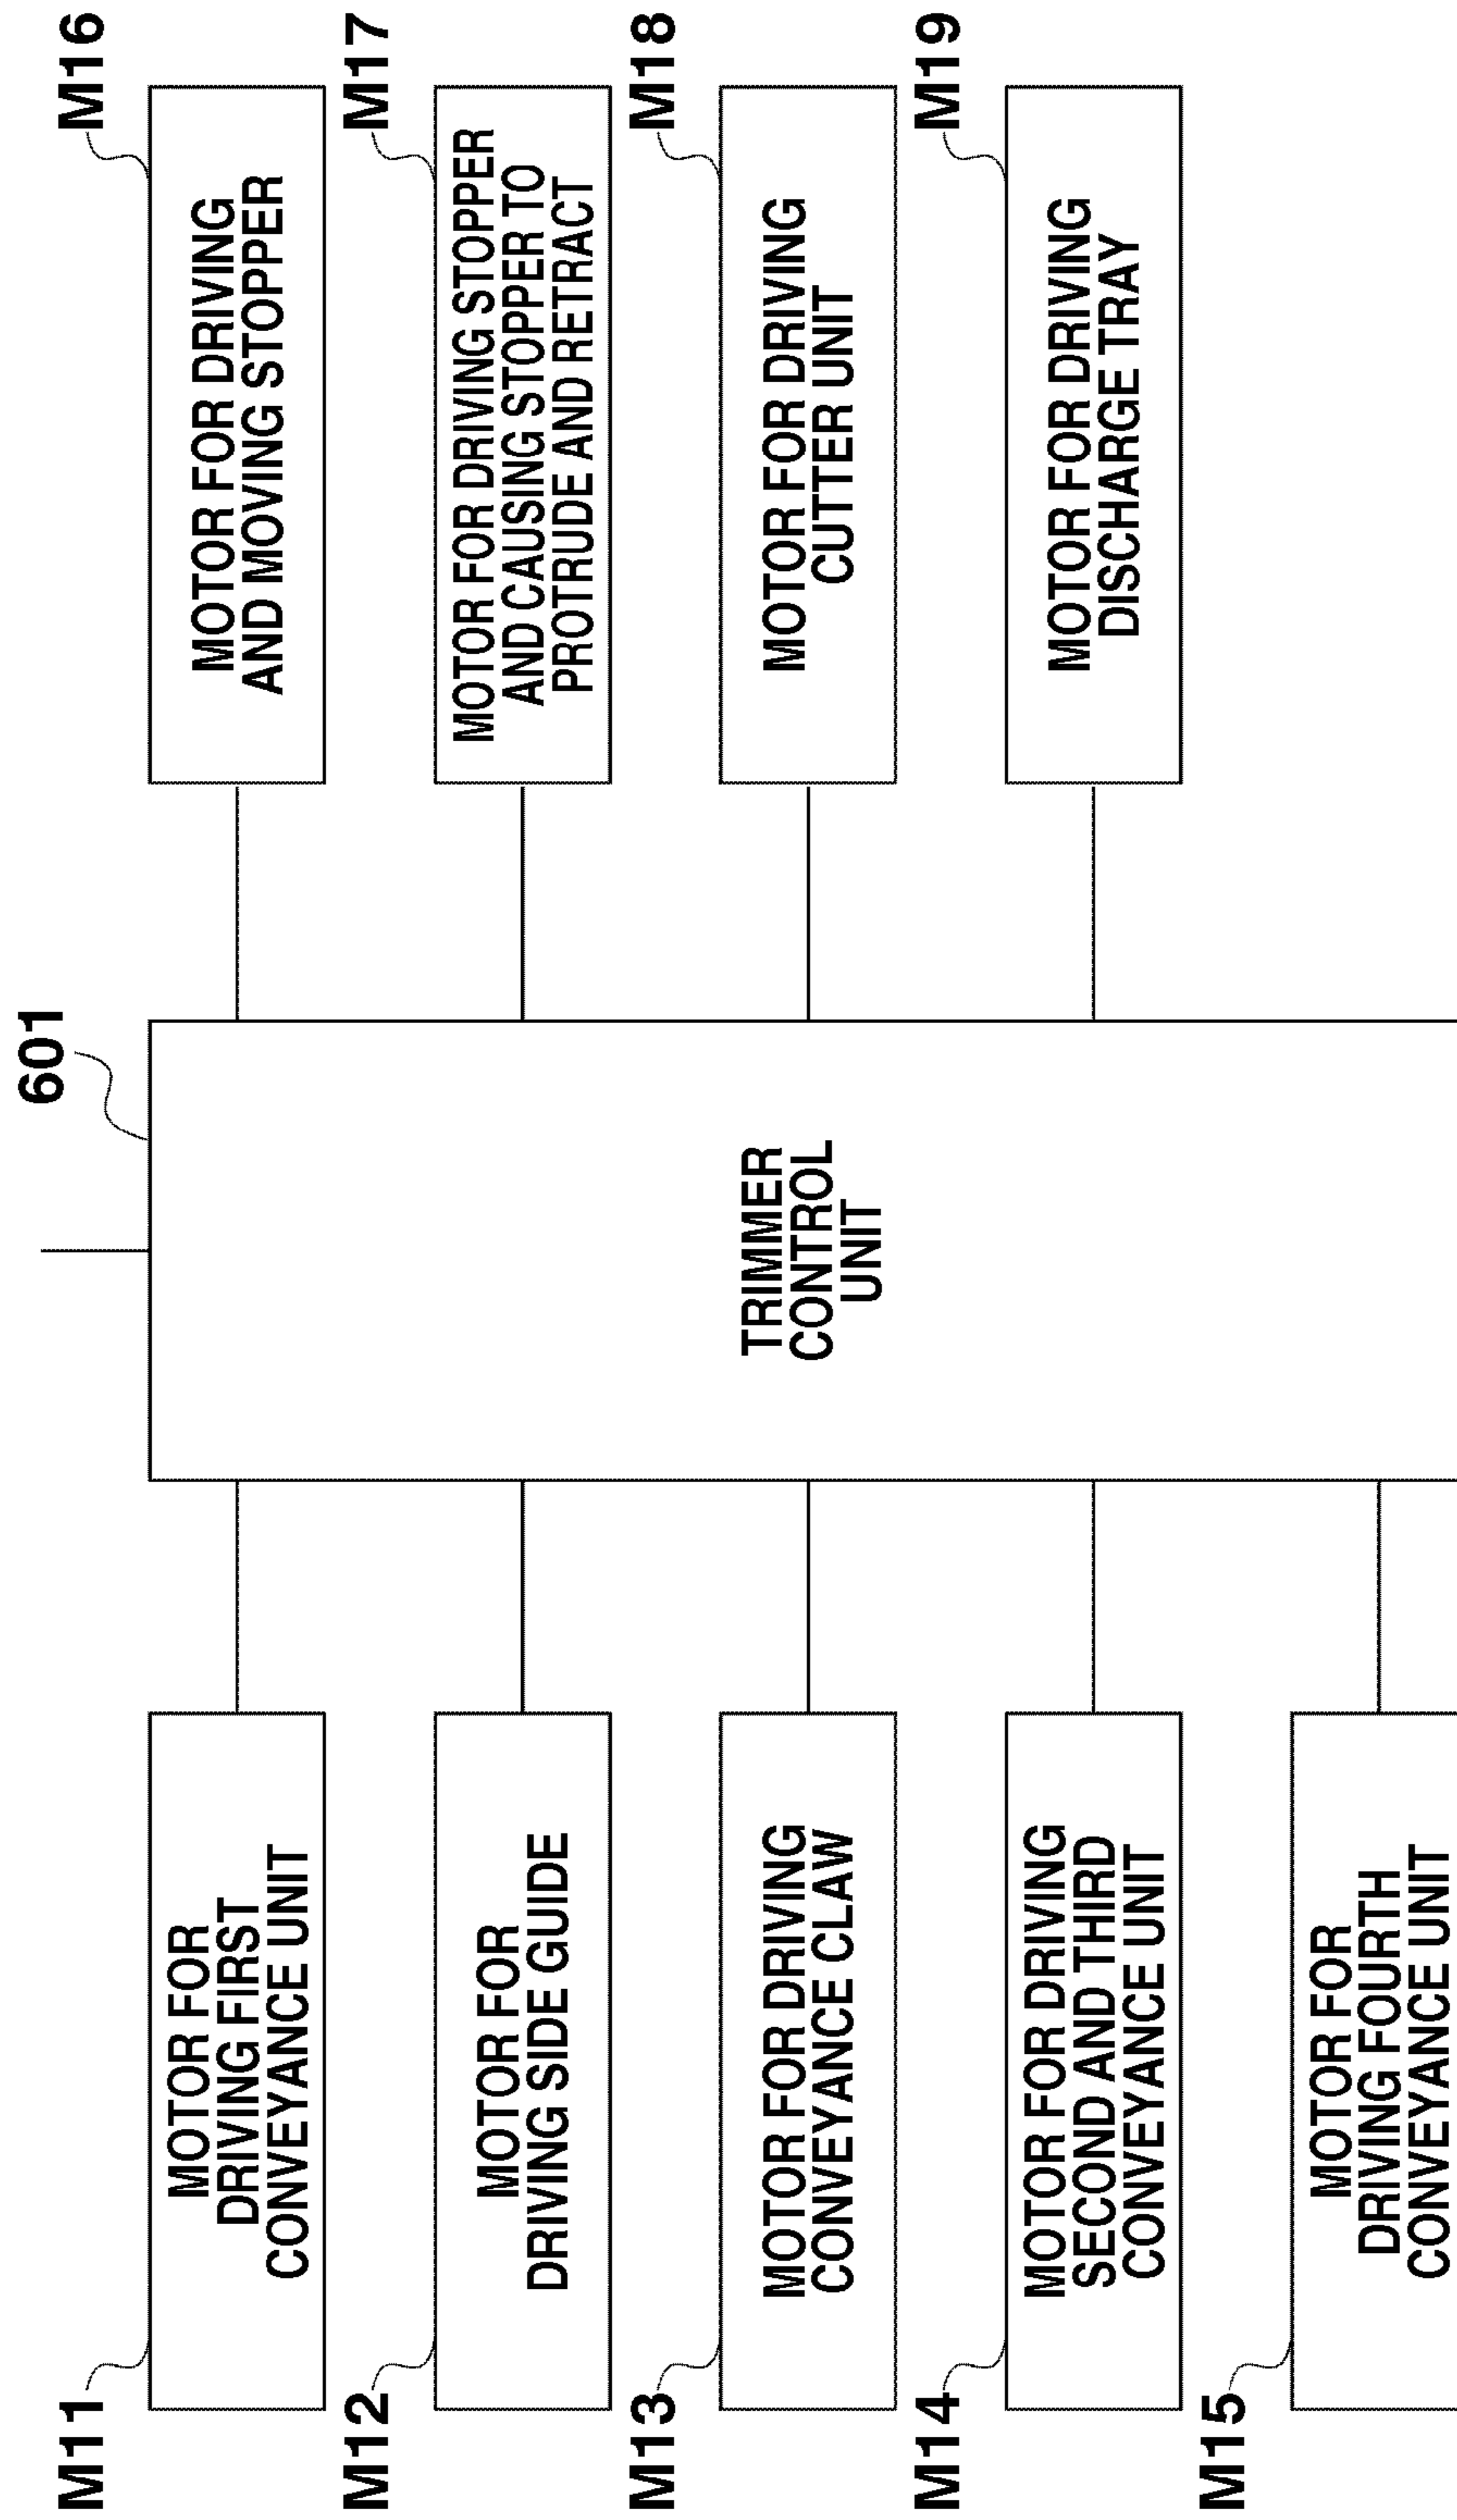 601
M11
MOTOR FOR
DRIVING FIRST
CONVEYANCE UNIT
M12
MOTOR FOR
DRIVING SIDE GUIDE
M13
MOTOR FOR DRIVING
CONVEYANCE CLAW
M14
MOTOR FOR DRIVING
SECOND AND THIRD
CONVEYANCE UNIT
M15
MOTOR FOR
DRIVING FOURTH
CONVEYANCE UNIT
TRIMMER
CONTROL
UNIT
M16
MOTOR FOR DRIVING
AND MOVING STOPPER
M17
MOTOR FOR DRIVING STOPPER
AND CAUSING STOPPER TO
PROTRUDE AND RETRACT
M18
MOTOR FOR DRIVING
CUTTER UNIT
M19
MOTOR FOR DRIVING
DISCHARGE TRAY